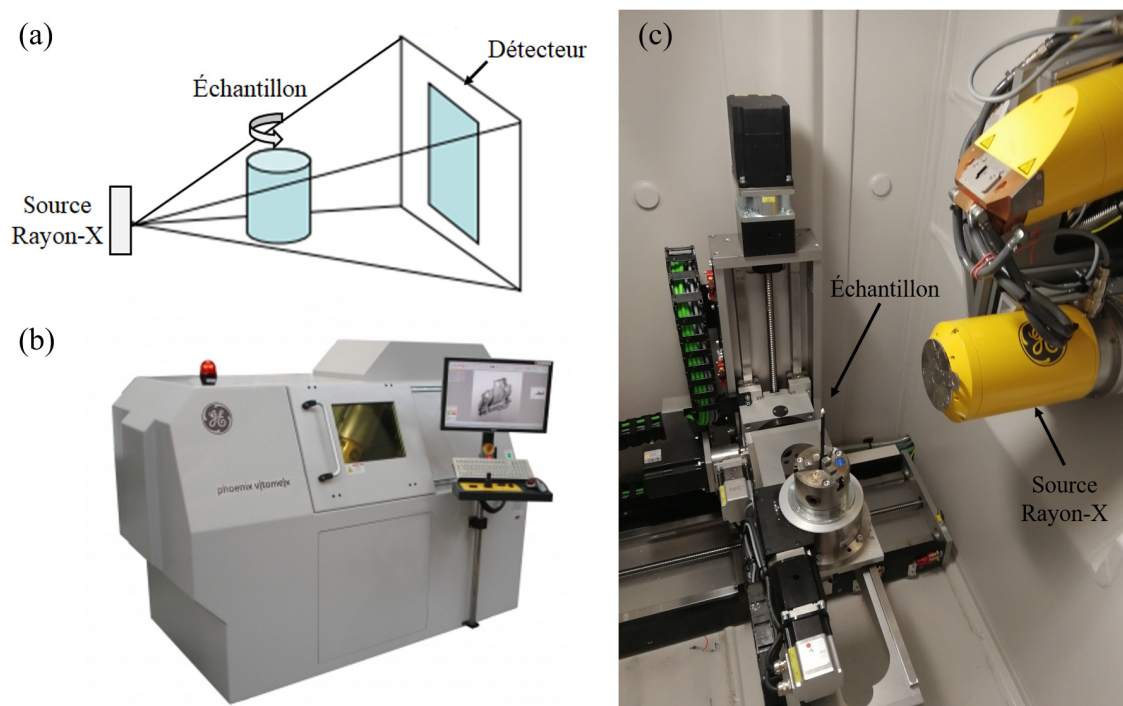 (a)
Détecteur
Échantillon
Source
Rayon-X
(b)
phoenix v|tome|x
(c)
Échantillon
Source
Rayon-X